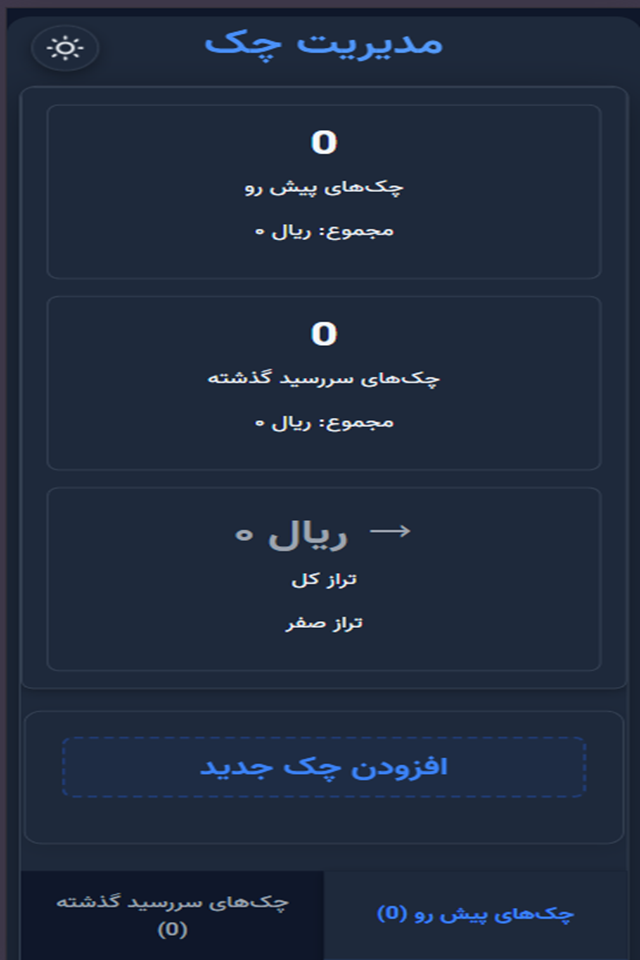 مدیریت چک
0
چک‌های پیش رو
مجموع: ریال ۰
0
چک‌های سررسید گذشته
مجموع: ریال ۰
→ ریال ۰
تراز کل
تراز صفر
افزودن چک جدید
چک‌های پیش رو (0)
چک‌های سررسید گذشته
(0)